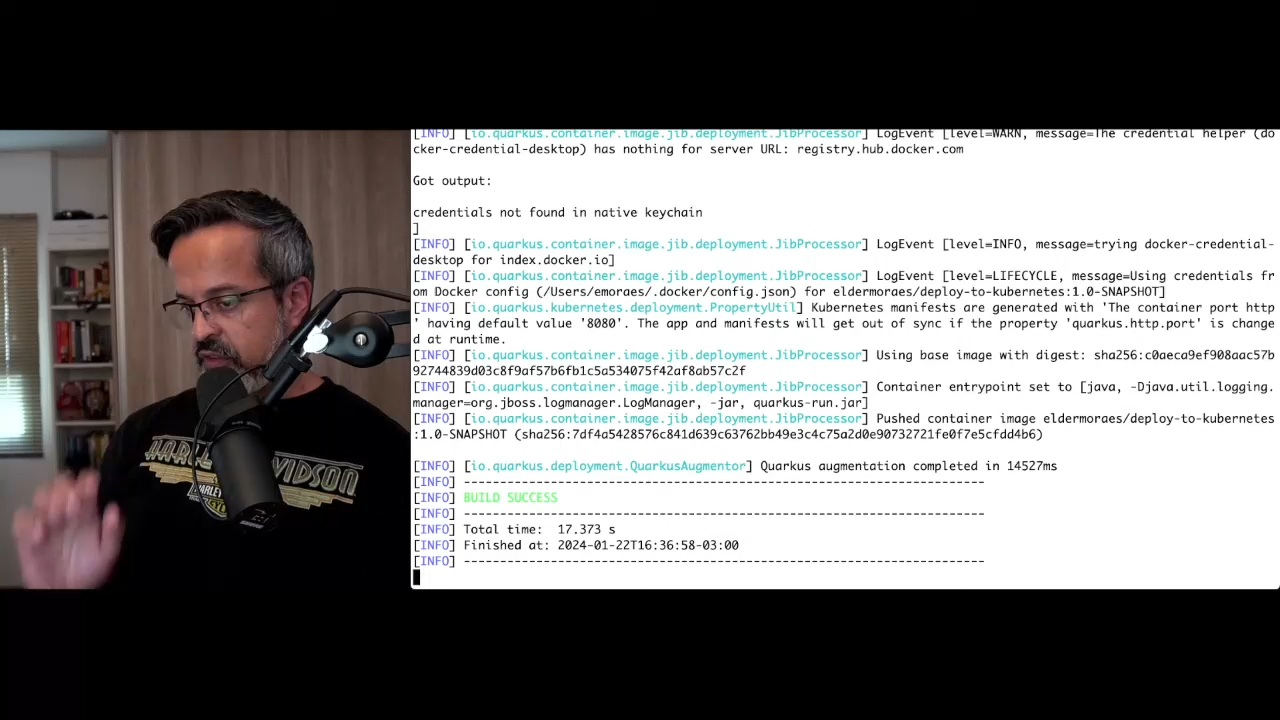 [INFO] [io.quarkus.container.image.jib.deployment.JibProcessor] LogEvent [level=WARN, message=The credential helper (do
cker-credential-desktop) has nothing for server URL: registry.hub.docker.com
Got output:
credentials not found in native keychain
]
[INFO] [io.quarkus.container.image.jib.deployment.JibProcessor] LogEvent [level=INFO, message=trying docker-credential-
desktop for index.docker.io]
[INFO] [io.quarkus.container.image.jib.deployment.JibProcessor] LogEvent [level=LIFECYCLE, message=Using credentials fr
om Docker config (/Users/emoraes/.docker/config.json) for eldermoraes/deploy-to-kubernetes:1.0-SNAPSHOT]
[INFO] [io.quarkus.kubernetes.deployment.PropertyUtil] Kubernetes manifests are generated with 'The container port http
' having default value '8080'. The app and manifests will get out of sync if the property 'quarkus.http.port' is change
d at runtime.
[INFO] [io.quarkus.container.image.jib.deployment.JibProcessor] Using base image with digest: sha256:c0aeca9ef908aac57b
92744839d03c8f9af57b6fb1c5a534075f42af8ab57c2f
[INFO] [io.quarkus.container.image.jib.deployment.JibProcessor] Container entrypoint set to [java, -Djava.util.logging.
manager=org.jboss.logmanager.LogManager, -jar, quarkus-run.jar]
[INFO] [io.quarkus.container.image.jib.deployment.JibProcessor] Pushed container image eldermoraes/deploy-to-kubernetes
:1.0-SNAPSHOT (sha256:7df4a5428576c841d639c63762bb49e3c4c75a2d0e90732721fe0f7e5cfdd4b6)
[INFO] [io.quarkus.deployment.QuarkusAugmentor] Quarkus augmentation completed in 14527ms
[INFO] ------------------------------------------------------------------------
[INFO] BUILD SUCCESS
[INFO] ------------------------------------------------------------------------
[INFO] Total time:  17.373 s
[INFO] Finished at: 2024-01-22T16:36:58-03:00
[INFO] ------------------------------------------------------------------------